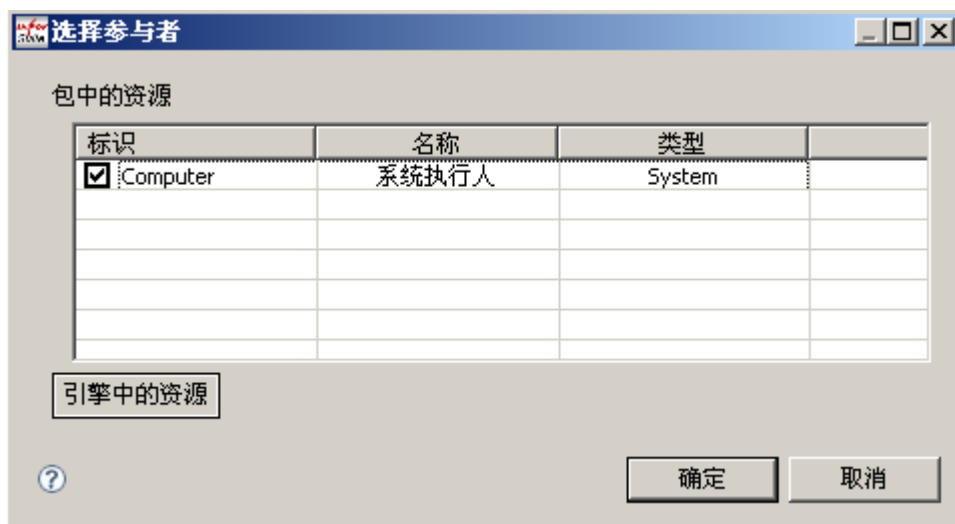 选择参与者
包中的资源
标识 名称 类型
Computer 系统执行人 System
引擎中的资源
确定 取消